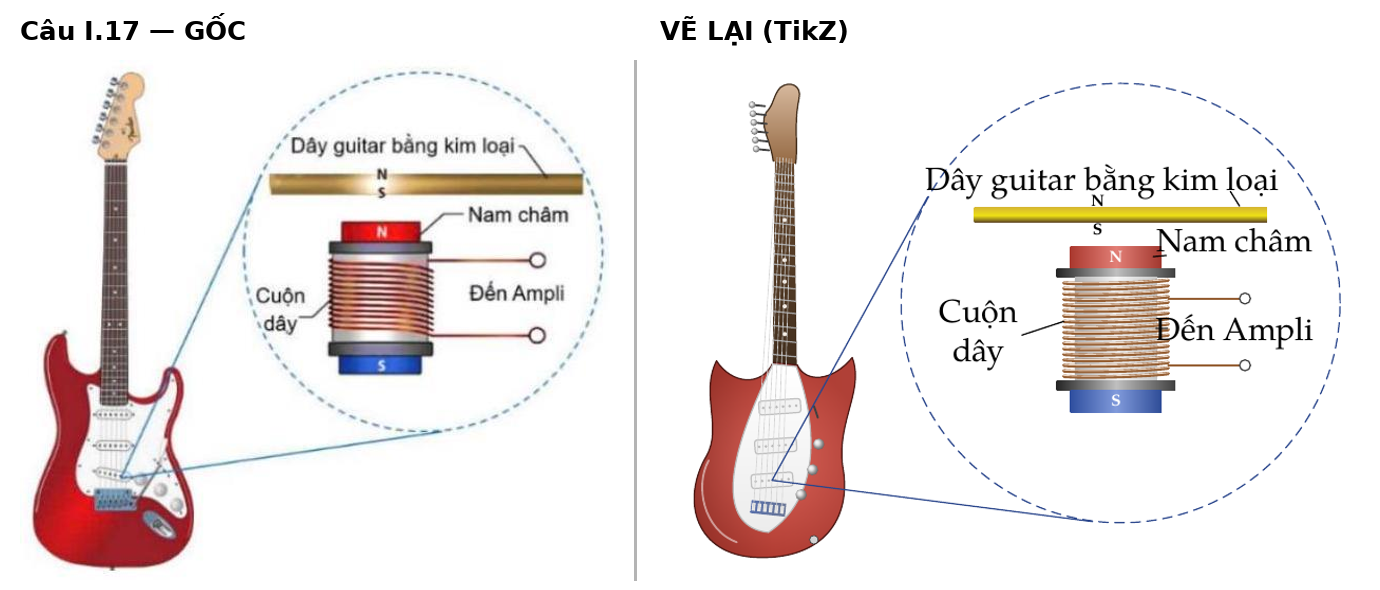 Câu I.17 — GỐC
Dây guitar bằng kim loại
N
S
Nam châm
N
Cuộn
dây
Đến Ampli
S
VẼ LẠI (TikZ)
Dây guitar bằng kim loại
N
S
Nam châm
N
Cuộn
dây
Đến Ampli
S